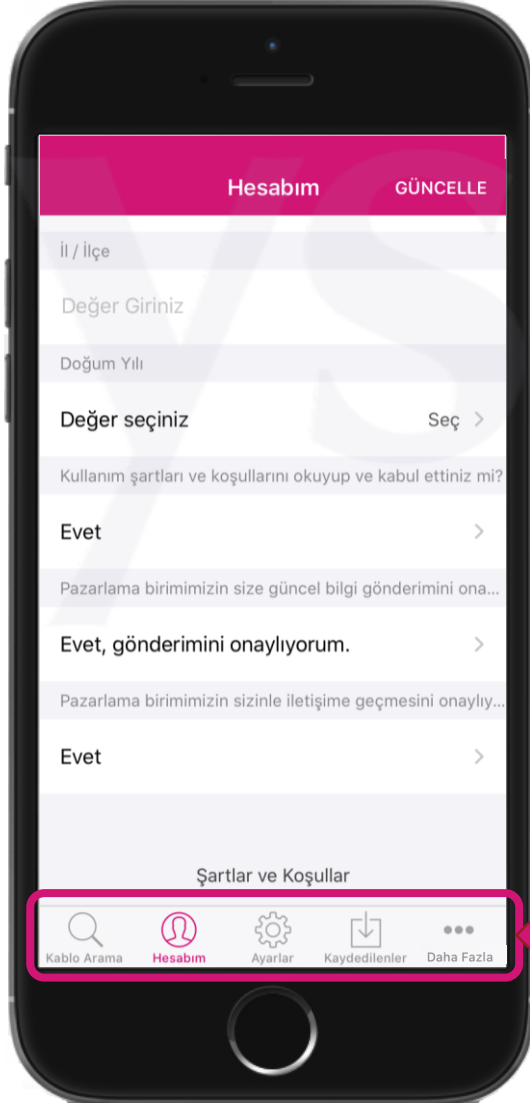 ys
Hesabım GÜNCELLE
İl / İlçe
Değer Giriniz
Doğum Yılı
Değer seçiniz Seç
Kullanım şartları ve koşullarını okuyup ve kabul ettiniz mi?
Evet
Pazarlama birimimizin size güncel bilgi gönderimini ona...
Evet, gönderimini onaylıyorum.
Pazarlama birimimizin sizinle iletişime geçmesini onaylıy...
Evet
Şartlar ve Koşullar
Kablo Arama Hesabım Ayarlar Kaydedilenler Daha Fazla